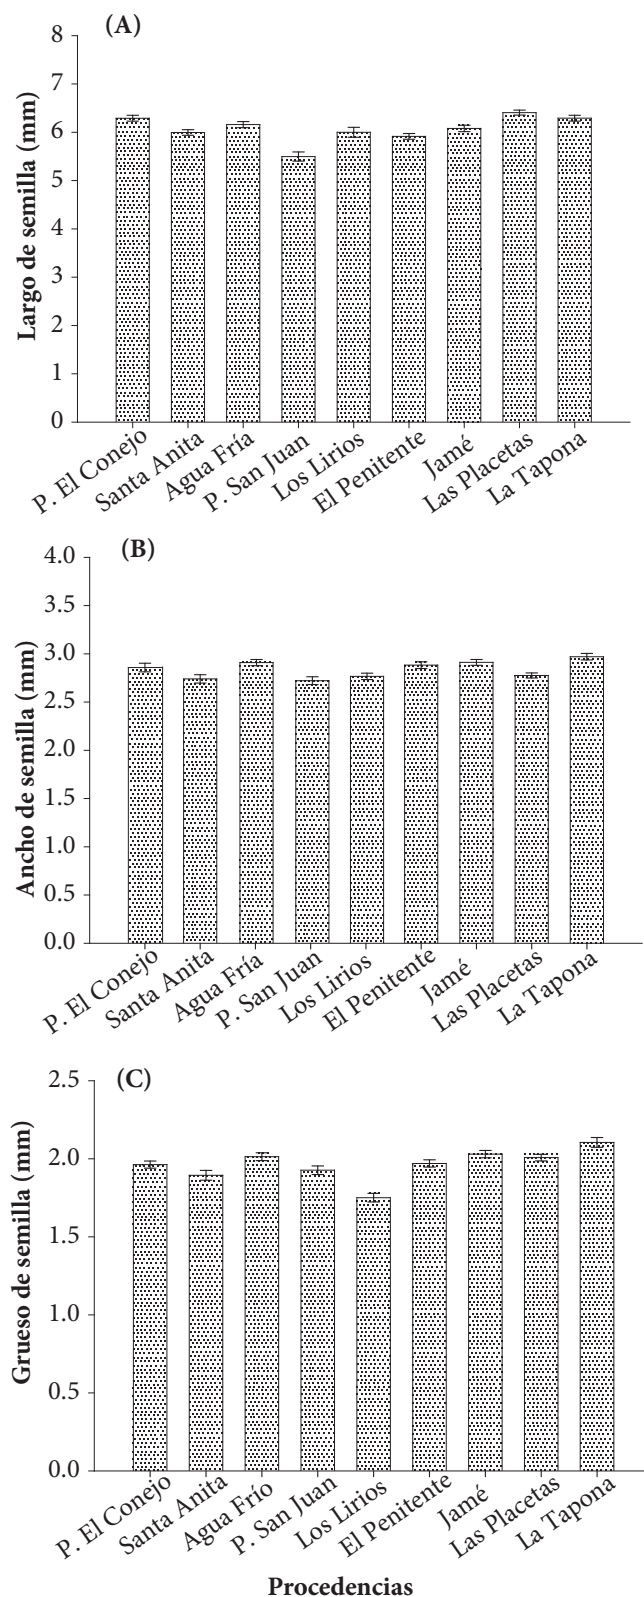 (A)
Largo de semilla (mm)
8
7
6
5
4
3
2
1
0
P. El Conejo
Santa Anita
Agua Fría
P. San Juan
Los Lirios
El Penitente
Jamé
Las Placetas
La Tapona
(B)
Ancho de semilla (mm)
4.0
3.5
3.0
2.5
2.0
1.5
1.0
0.5
0.0
P. El Conejo
Santa Anita
Agua Fría
P. San Juan
Los Lirios
El Penitente
Jamé
Las Placetas
La Tapona
(C)
Grueso de semilla (mm)
2.5
2.0
1.5
1.0
0.5
0.0
P. El Conejo
Santa Anita
Agua Frío
P. San Juan
Los Lirios
El Penitente
Jamé
Las Placetas
La Tapona
Procedencias